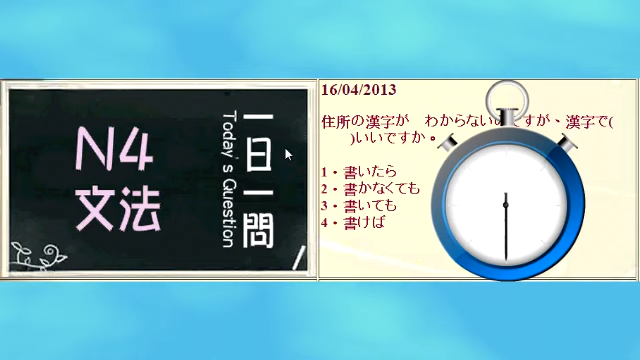 N4
文法
一日一問
Today's Question
16/04/2013
住所の漢字が わからない ですが、漢字で(
)いいですか。
1・書いたら
2・書かなくても
3・書いても
4・書けば